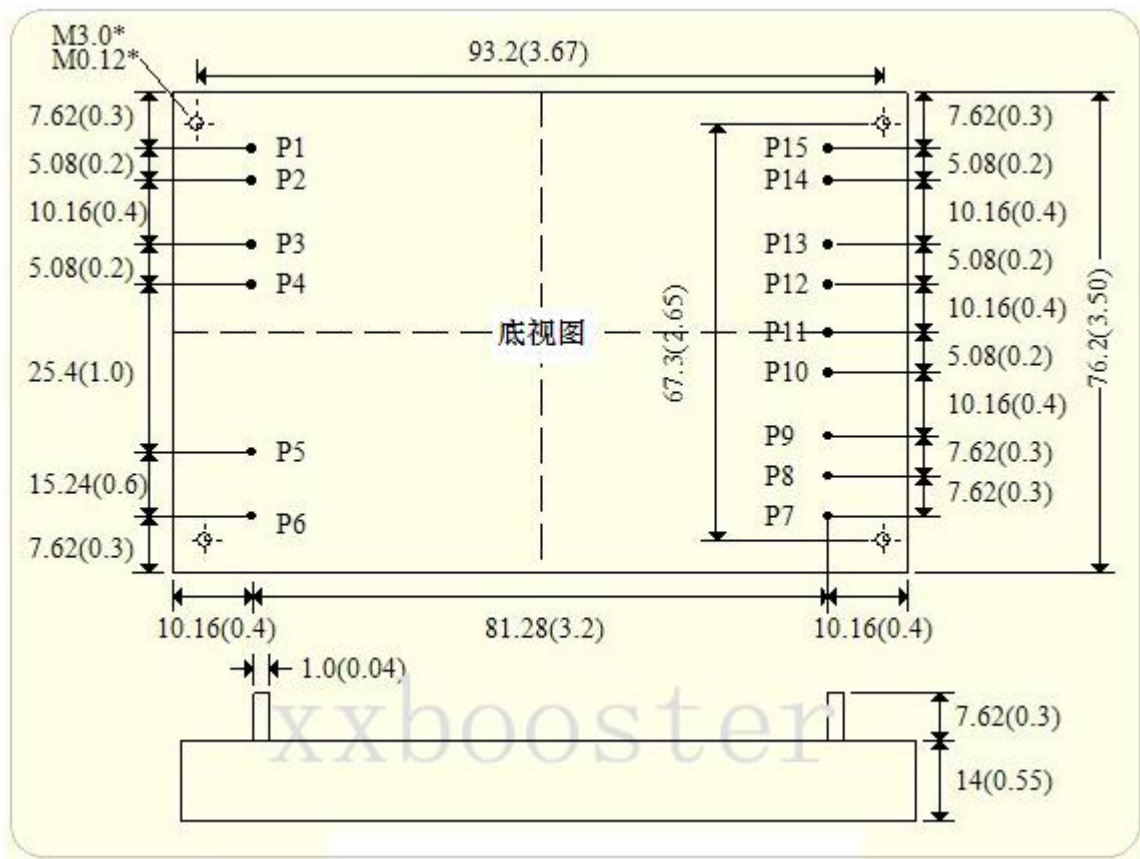 M3.0*
M0.12*
93.2(3.67)
7.62(0.3)
5.08(0.2)
10.16(0.4)
5.08(0.2)
25.4(1.0)
15.24(0.6)
7.62(0.3)
P1
P2
P3
P4
P5
P6
底视图
67.3(2.65)
P15
P14
P13
P12
P11
P10
P9
P8
P7
7.62(0.3)
5.08(0.2)
10.16(0.4)
5.08(0.2)
10.16(0.4)
5.08(0.2)
10.16(0.4)
7.62(0.3)
7.62(0.3)
76.2(3.50)
10.16(0.4)
81.28(3.2)
10.16(0.4)
1.0(0.04)
xxbooster
7.62(0.3)
14(0.55)